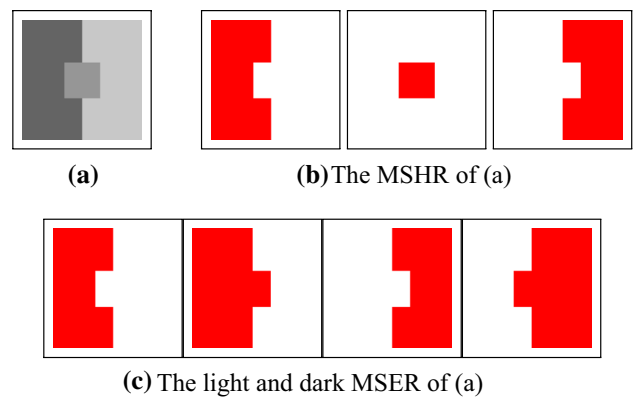 (a)
(b) The MSHR of (a)
(c) The light and dark MSER of (a)